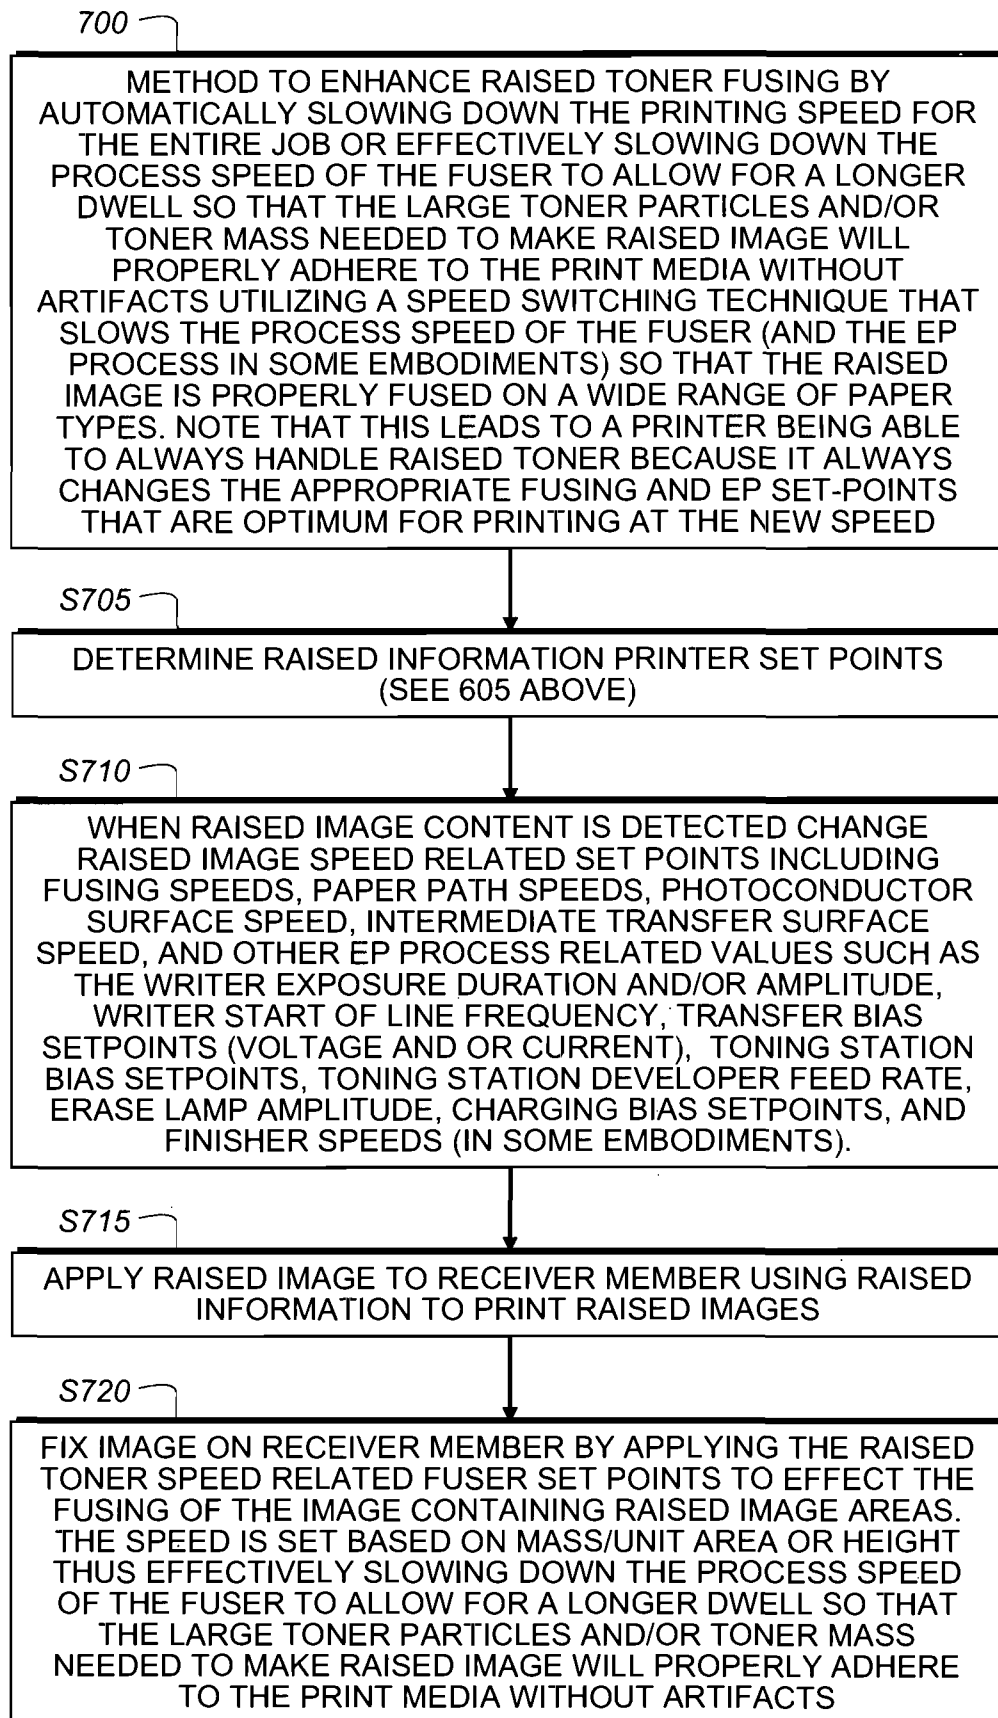 700
METHOD TO ENHANCE RAISED TONER FUSING BY
AUTOMATICALLY SLOWING DOWN THE PRINTING SPEED FOR
THE ENTIRE JOB OR EFFECTIVELY SLOWING DOWN THE
PROCESS SPEED OF THE FUSER TO ALLOW FOR A LONGER
DWELL SO THAT THE LARGE TONER PARTICLES AND/OR
TONER MASS NEEDED TO MAKE RAISED IMAGE WILL
PROPERLY ADHERE TO THE PRINT MEDIA WITHOUT
ARTIFACTS UTILIZING A SPEED SWITCHING TECHNIQUE THAT
SLOWS THE PROCESS SPEED OF THE FUSER (AND THE EP
PROCESS IN SOME EMBODIMENTS) SO THAT THE RAISED
IMAGE IS PROPERLY FUSED ON A WIDE RANGE OF PAPER
TYPES. NOTE THAT THIS LEADS TO A PRINTER BEING ABLE
TO ALWAYS HANDLE RAISED TONER BECAUSE IT ALWAYS
CHANGES THE APPROPRIATE FUSING AND EP SET-POINTS
THAT ARE OPTIMUM FOR PRINTING AT THE NEW SPEED
S705
DETERMINE RAISED INFORMATION PRINTER SET POINTS
(SEE 605 ABOVE)
S710
WHEN RAISED IMAGE CONTENT IS DETECTED CHANGE
RAISED IMAGE SPEED RELATED SET POINTS INCLUDING
FUSING SPEEDS, PAPER PATH SPEEDS, PHOTOCONDUCTOR
SURFACE SPEED, INTERMEDIATE TRANSFER SURFACE
SPEED, AND OTHER EP PROCESS RELATED VALUES SUCH AS
THE WRITER EXPOSURE DURATION AND/OR AMPLITUDE,
WRITER START OF LINE FREQUENCY, TRANSFER BIAS
SETPOINTS (VOLTAGE AND OR CURRENT), TONING STATION
BIAS SETPOINTS, TONING STATION DEVELOPER FEED RATE,
ERASE LAMP AMPLITUDE, CHARGING BIAS SETPOINTS, AND
FINISHER SPEEDS (IN SOME EMBODIMENTS).
S715
APPLY RAISED IMAGE TO RECEIVER MEMBER USING RAISED
INFORMATION TO PRINT RAISED IMAGES
S720
FIX IMAGE ON RECEIVER MEMBER BY APPLYING THE RAISED
TONER SPEED RELATED FUSER SET POINTS TO EFFECT THE
FUSING OF THE IMAGE CONTAINING RAISED IMAGE AREAS.
THE SPEED IS SET BASED ON MASS/UNIT AREA OR HEIGHT
THUS EFFECTIVELY SLOWING DOWN THE PROCESS SPEED
OF THE FUSER TO ALLOW FOR A LONGER DWELL SO THAT
THE LARGE TONER PARTICLES AND/OR TONER MASS
NEEDED TO MAKE RAISED IMAGE WILL PROPERLY ADHERE
TO THE PRINT MEDIA WITHOUT ARTIFACTS